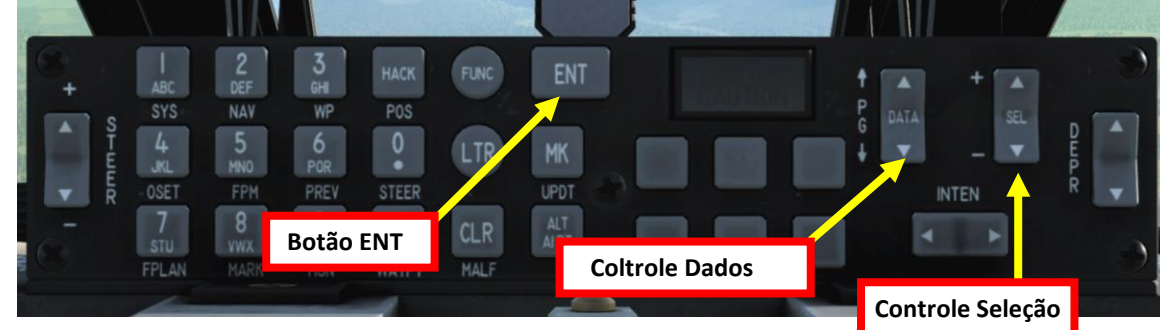 1 2 3 HACK FUNC ENT
ABC DEF GHI
SYS NAV WP POS
+ STEER −
4 5 6 0 LTR MK
JKL MNO PQR •
OSET FPM PREV STEER UPDT
7 8 CLR ALT
STU VWX
FPLAN MARK MALF
↑ PG ↓
DATA
+ SEL −
DEPR
INTEN
Botão ENT
Coltrole Dados
Controle Seleção